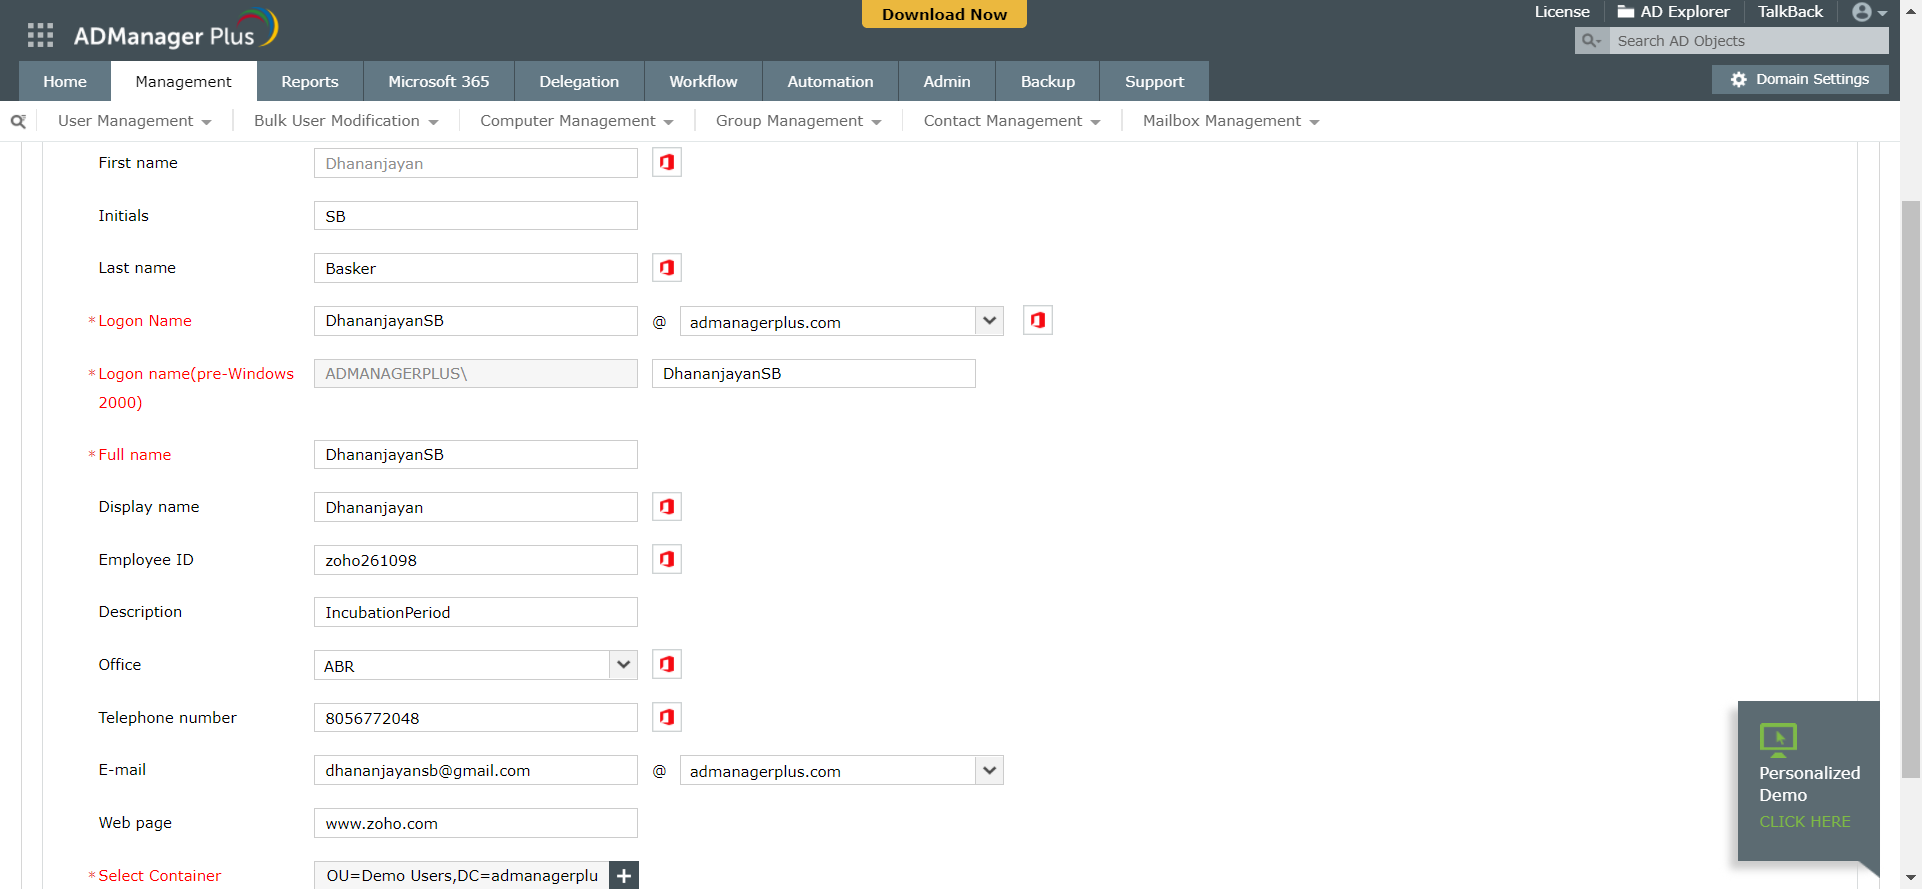 Download Now
License AD Explorer TalkBack
ADManager Plus
Search AD Objects
Home Management Reports Microsoft 365 Delegation Workflow Automation Admin Backup Support
Domain Settings
User Management Bulk User Modification Computer Management Group Management Contact Management Mailbox Management
First name Dhananjayan
Initials SB
Last name Basker
* Logon Name DhananjayanSB @ admanagerplus.com
* Logon name(pre-Windows 2000) ADMANAGERPLUS\ DhananjayanSB
* Full name DhananjayanSB
Display name Dhananjayan
Employee ID zoho261098
Description IncubationPeriod
Office ABR
Telephone number 8056772048
E-mail dhananjayansb@gmail.com @ admanagerplus.com
Web page www.zoho.com
* Select Container OU=Demo Users,DC=admanagerplu
Personalized
Demo
CLICK HERE